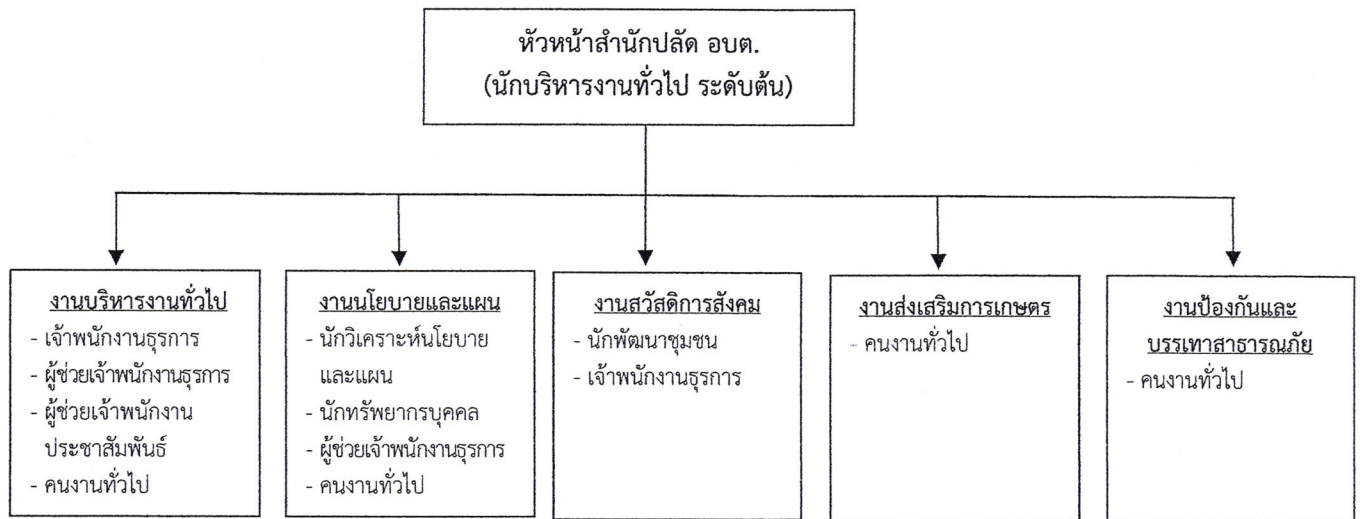 หัวหน้าสำนักปลัด อบต.
(นักบริหารงานทั่วไป ระดับต้น)
งานบริหารงานทั่วไป
- เจ้าพนักงานธุรการ
- ผู้ช่วยเจ้าพนักงานธุรการ
- ผู้ช่วยเจ้าพนักงาน
ประชาสัมพันธ์
- คนงานทั่วไป
งานนโยบายและแผน
- นักวิเคราะห์นโยบาย
และแผน
- นักทรัพยากรบุคคล
- ผู้ช่วยเจ้าพนักงานธุรการ
- คนงานทั่วไป
งานสวัสดิการสังคม
- นักพัฒนาชุมชน
- เจ้าพนักงานธุรการ
งานส่งเสริมการเกษตร
- คนงานทั่วไป
งานป้องกันและ
บรรเทาสาธารณภัย
- คนงานทั่วไป